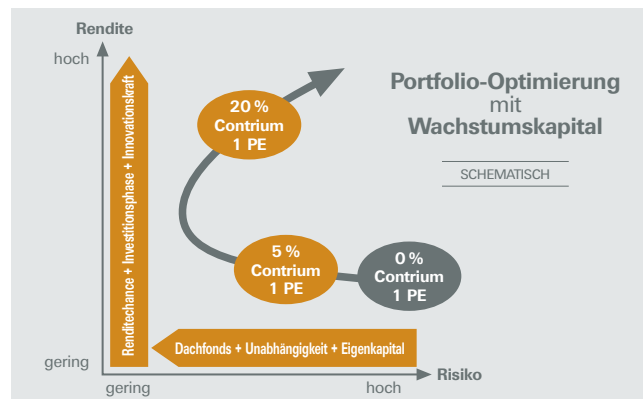 Rendite
hoch
Renditechance + Investitionsphase + Innovationskraft
20 %
Contrium
1 PE
Portfolio-Optimierung
mit
Wachstumskapital
SCHEMATISCH
5 %
Contrium
1 PE
0 %
Contrium
1 PE
Dachfonds + Unabhängigkeit + Eigenkapital
gering
Risiko
gering
hoch